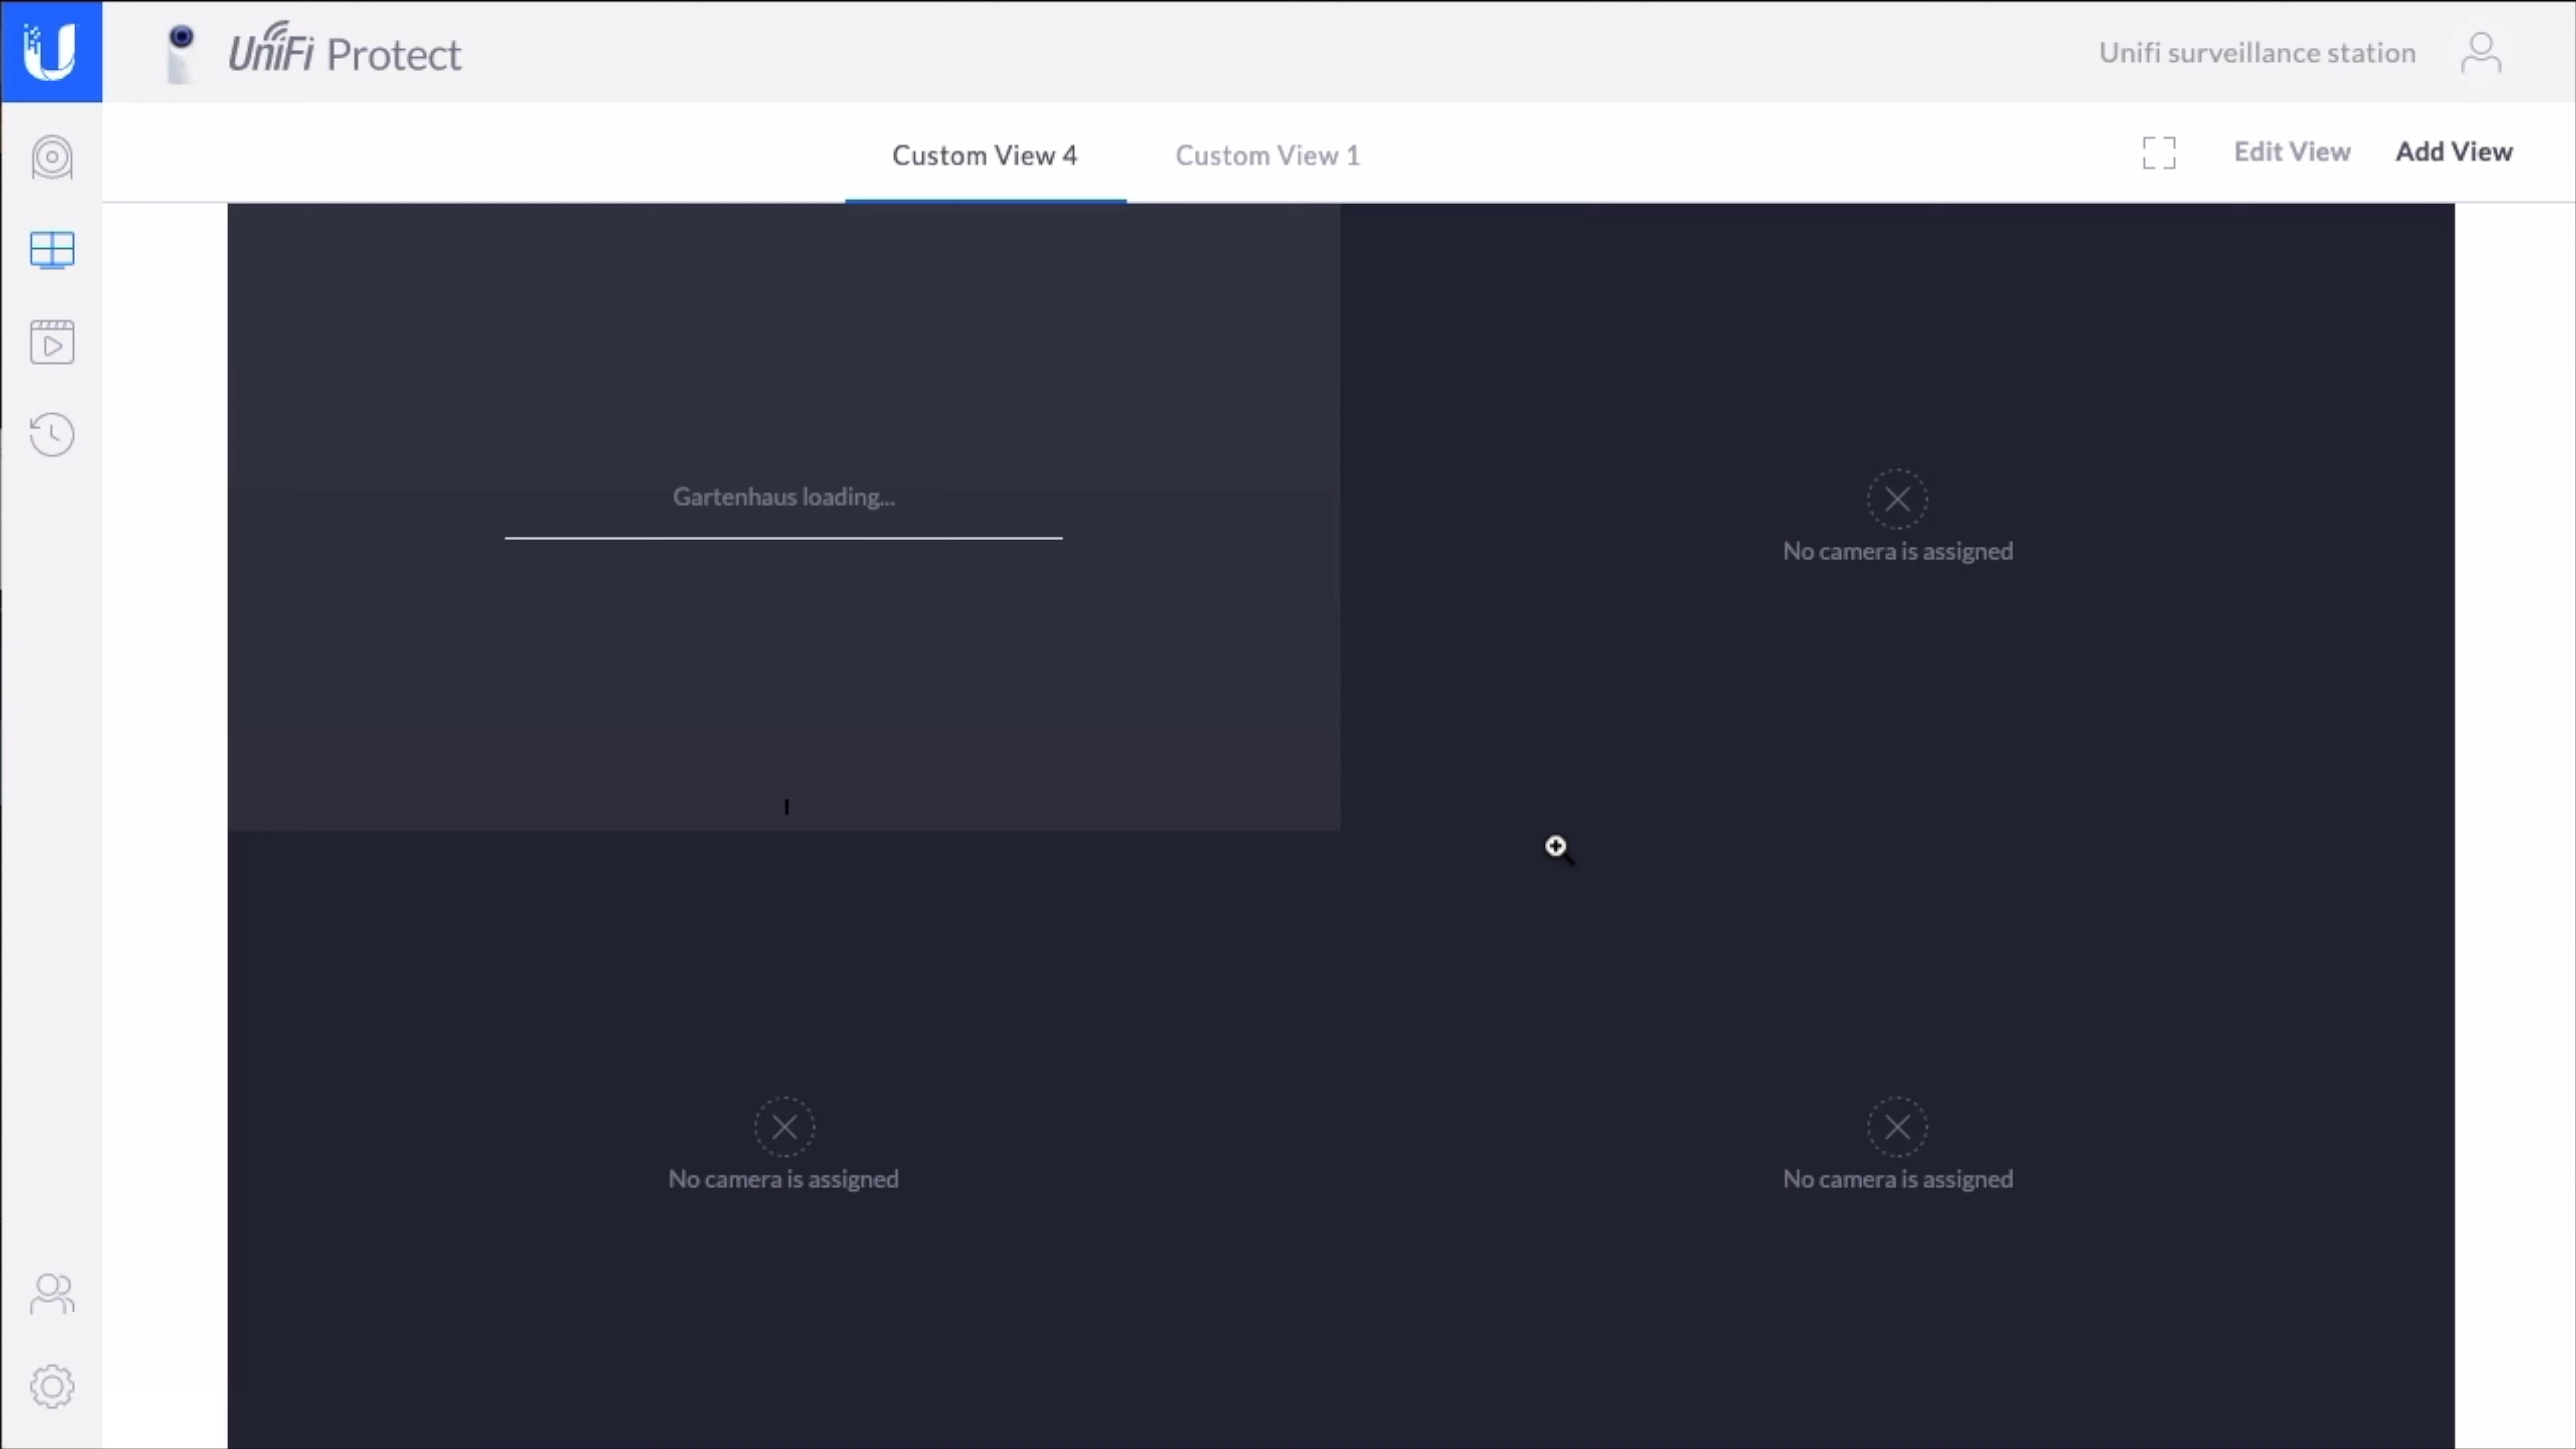 UniFi Protect
Unifi surveillance station
Custom View 4
Custom View 1
Edit View
Add View
Gartenhaus loading...
No camera is assigned
No camera is assigned
No camera is assigned